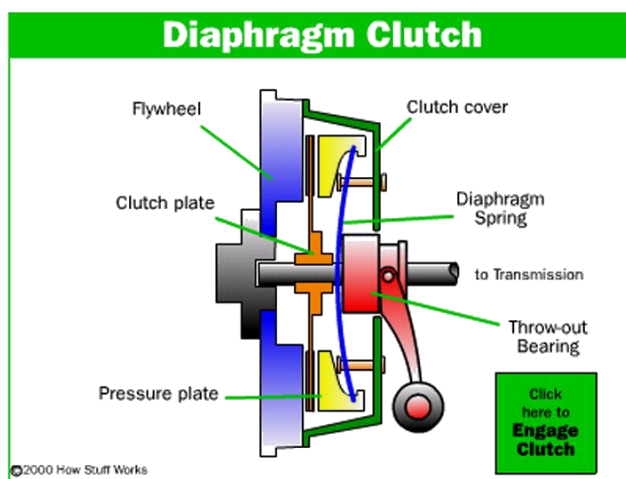 Diaphragm Clutch
Flywheel
Clutch cover
Clutch plate
Diaphragm
Spring
to Transmission
Throw-out
Bearing
Pressure plate
Click
here to
Engage
Clutch
©2000 How Stuff Works